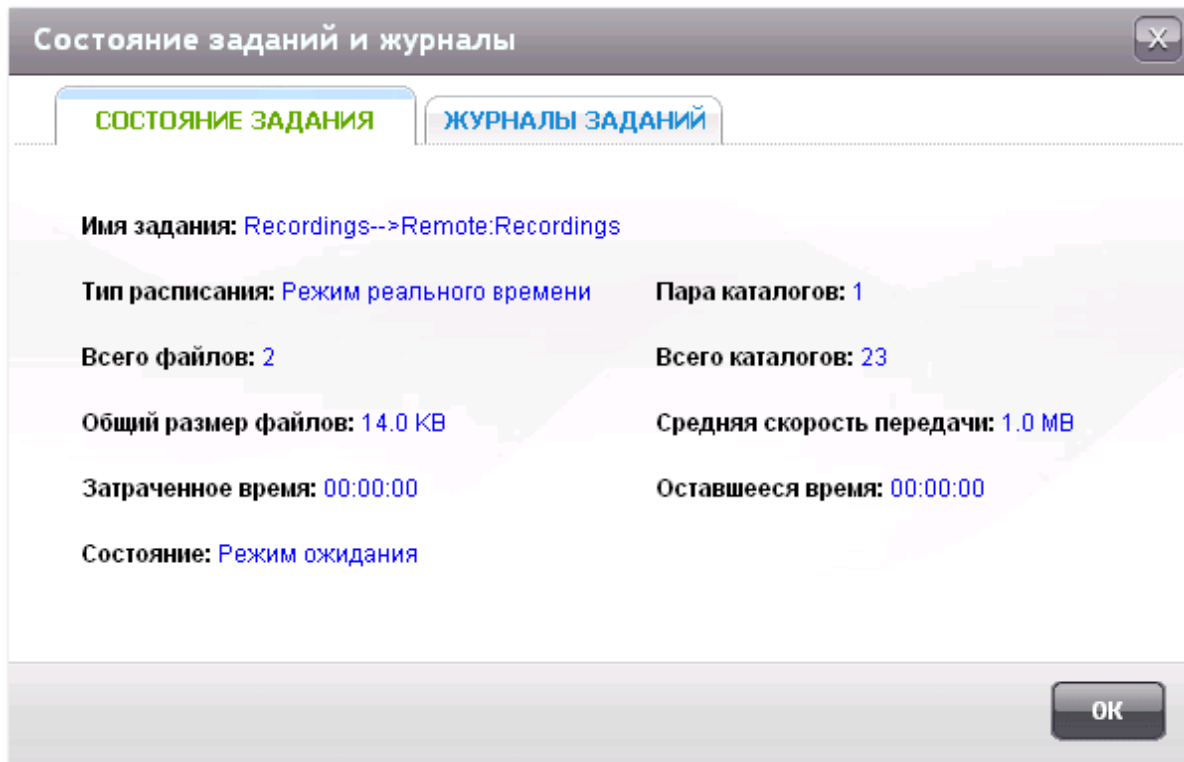 Состояние заданий и журналы X
СОСТОЯНИЕ ЗАДАНИЯ ЖУРНАЛЫ ЗАДАНИЙ
Имя задания: Recordings-->Remote:Recordings
Тип расписания: Режим реального времени Пара каталогов: 1
Всего файлов: 2 Всего каталогов: 23
Общий размер файлов: 14.0 KB Средняя скорость передачи: 1.0 MB
Затраченное время: 00:00:00 Оставшееся время: 00:00:00
Состояние: Режим ожидания
ОК